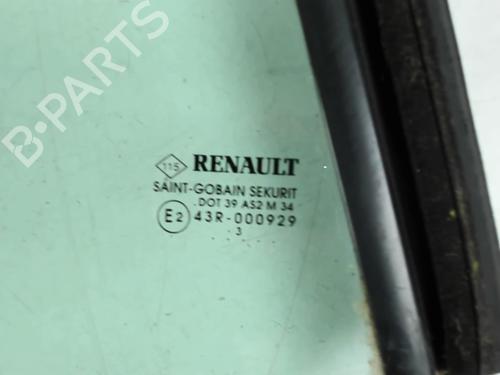 B-PARTS
115 RENAULT
SAINT-GOBAIN SEKURIT
DOT 39 AS2 M 34
E2 43R-000929
3